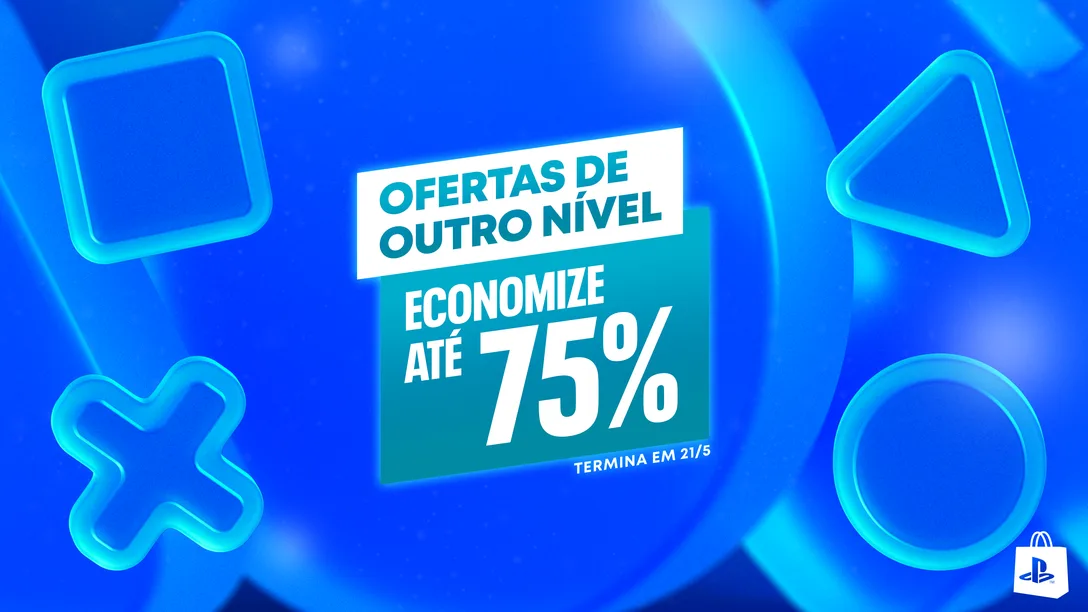 OFERTAS DE
OUTRO NÍVEL
ECONOMIZE
ATÉ 75%
TERMINA EM 21/5